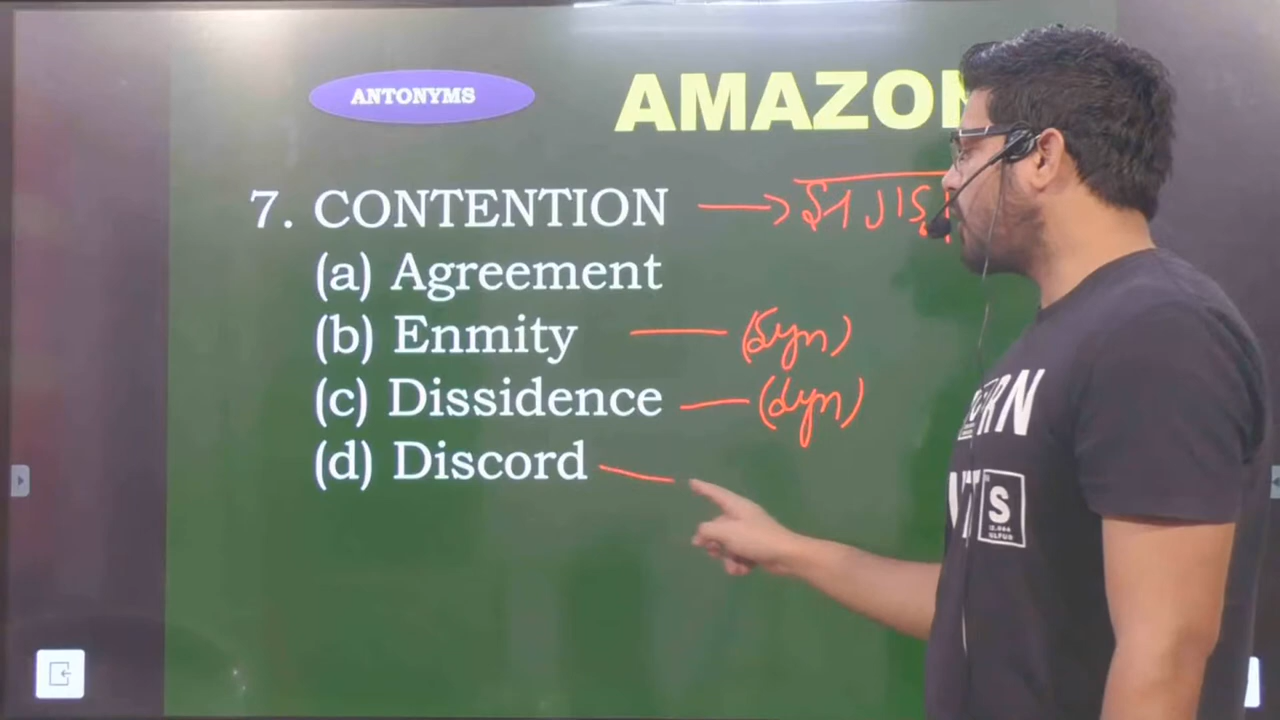 ANTONYMS
AMAZON
7. CONTENTION
(a) Agreement
(b) Enmity (Syn)
(c) Dissidence (Syn)
(d) Discord
S